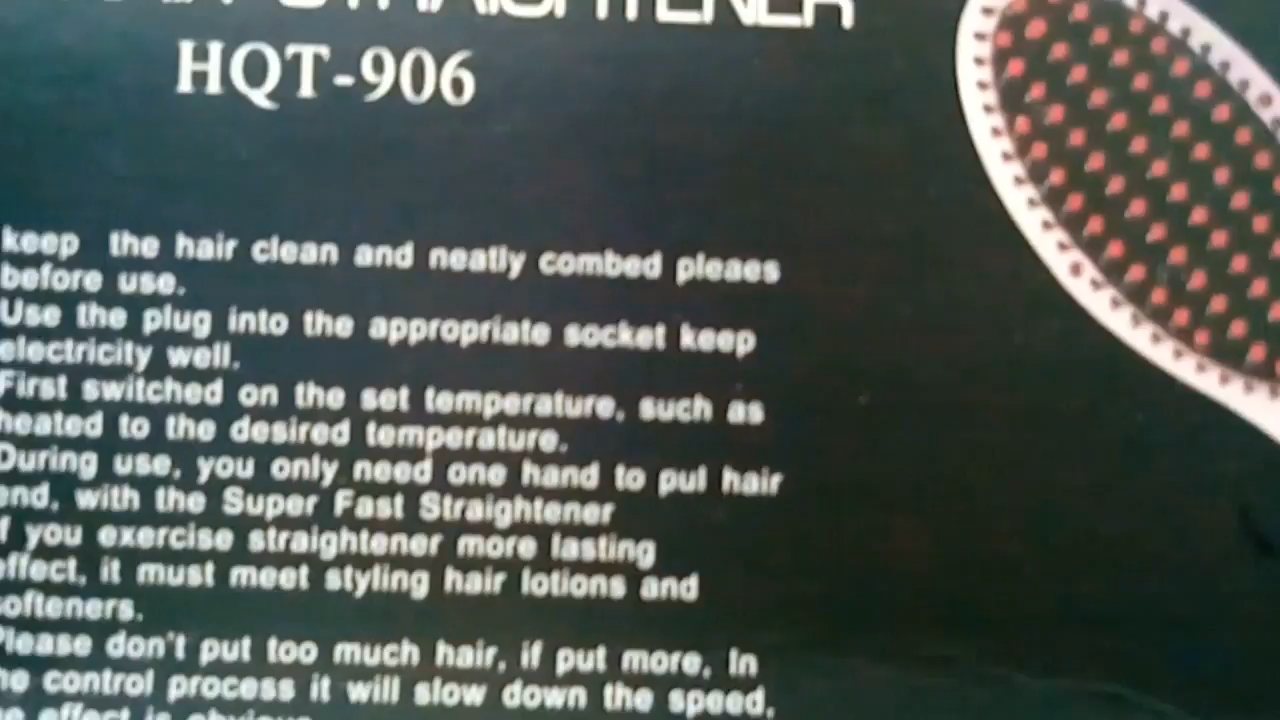 STRAIGHTENER
HQT-906
keep the hair clean and neatly combed pleaes
before use.
Use the plug into the appropriate socket keep
electricity well.
First switched on the set temperature, such as
heated to the desired temperature.
During use, you only need one hand to pul hair
end, with the Super Fast Straightener
if you exercise straightener more lasting
effect, it must meet styling hair lotions and
softeners.
Please don't put too much hair, if put more, In
the control process it will slow down the speed,
effect is obvious